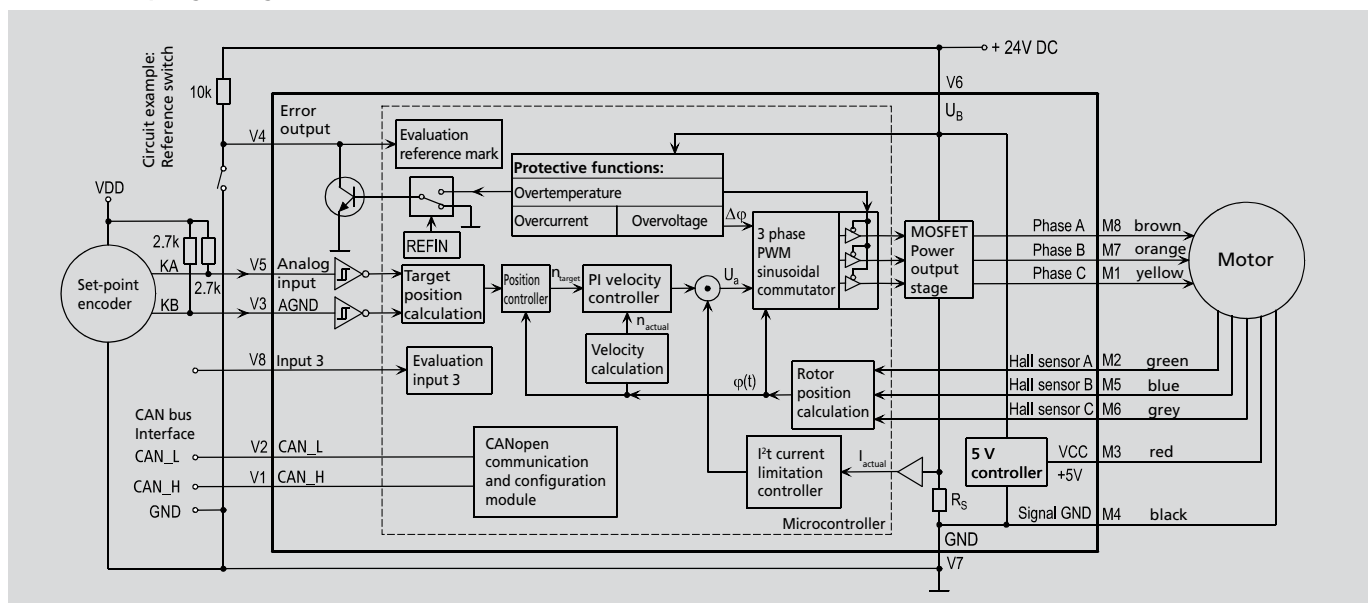 Circuit example:
Reference switch
+ 24V DC
10k
V6
U_B
V4
Error
output
Evaluation
reference mark
Protective functions:
Overtemperature
Overcurrent
Overvoltage
Δφ
REFIN
VDD
2.7k
2.7k
Set-point
encoder
KA
KB
V5
Analog
input
V3
AGND
Target
position
calculation
Position
controller
n_target
PI velocity
controller
n_actual
Velocity
calculation
U_a
3 phase
PWM
sinusoidal
commutator
MOSFET
Power
output
stage
Phase A M8 brown
Phase B M7 orange
Phase C M1 yellow
Motor
V8 Input 3
Evaluation
input 3
φ(t)
Rotor
position
calculation
Hall sensor A M2 green
Hall sensor B M5 blue
Hall sensor C M6 grey
CAN bus
Interface
CAN_L
V2 CAN_L
CAN_H
V1 CAN_H
GND
CANopen
communication
and configuration
module
I²t current
limitation
controller
I_actual
R_S
5 V
controller
VCC M3 red
+5V
Signal GND M4 black
Microcontroller
GND
V7